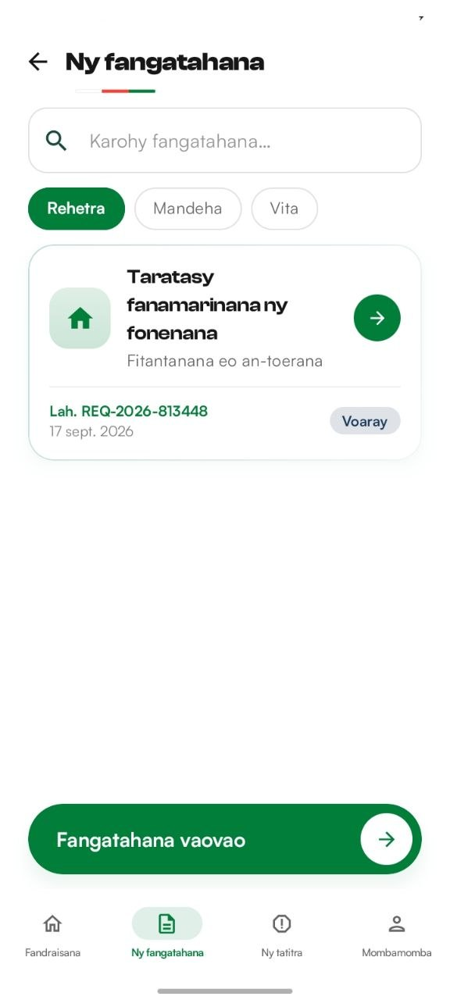 Ny fangatahana
Karohy fangatahana...
Rehetra
Mandeha
Vita
Taratasy
fanamarinana ny
fonenana
Fitantanana eo an-toerana
Lah. REQ-2026-813448
17 sept. 2026
Voaray
Fangatahana vaovao
Fandraisana
Ny fangatahana
Ny tatitra
Mombamomba